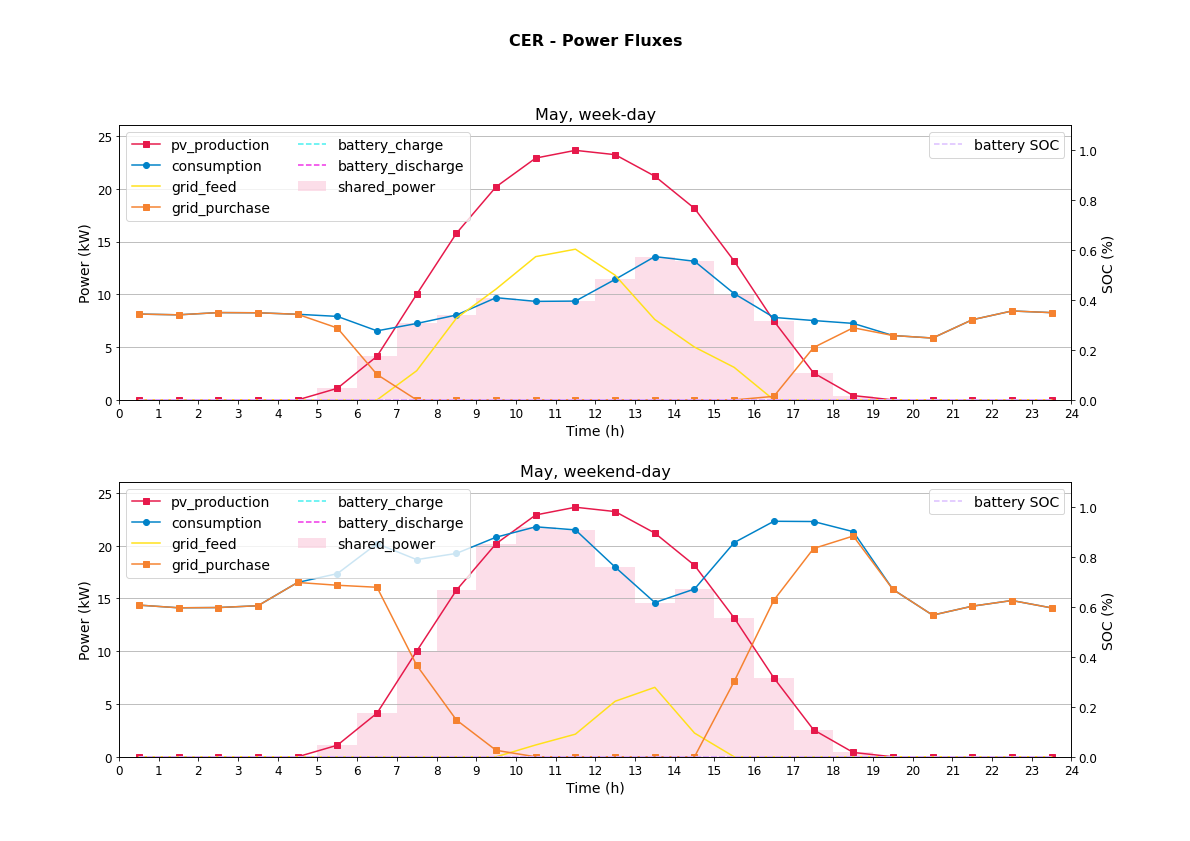 CER - Power Fluxes
May, week-day
pv_production
consumption
grid_feed
grid_purchase
battery_charge
battery_discharge
shared_power
battery SOC
Power (kW)
25
20
15
10
5
0
SOC (%)
1.0
0.8
0.6
0.4
0.2
0.0
0 1 2 3 4 5 6 7 8 9 10 11 12 13 14 15 16 17 18 19 20 21 22 23 24
Time (h)
May, weekend-day
pv_production
consumption
grid_feed
grid_purchase
battery_charge
battery_discharge
shared_power
battery SOC
Power (kW)
25
20
15
10
5
0
SOC (%)
1.0
0.8
0.6
0.4
0.2
0.0
0 1 2 3 4 5 6 7 8 9 10 11 12 13 14 15 16 17 18 19 20 21 22 23 24
Time (h)